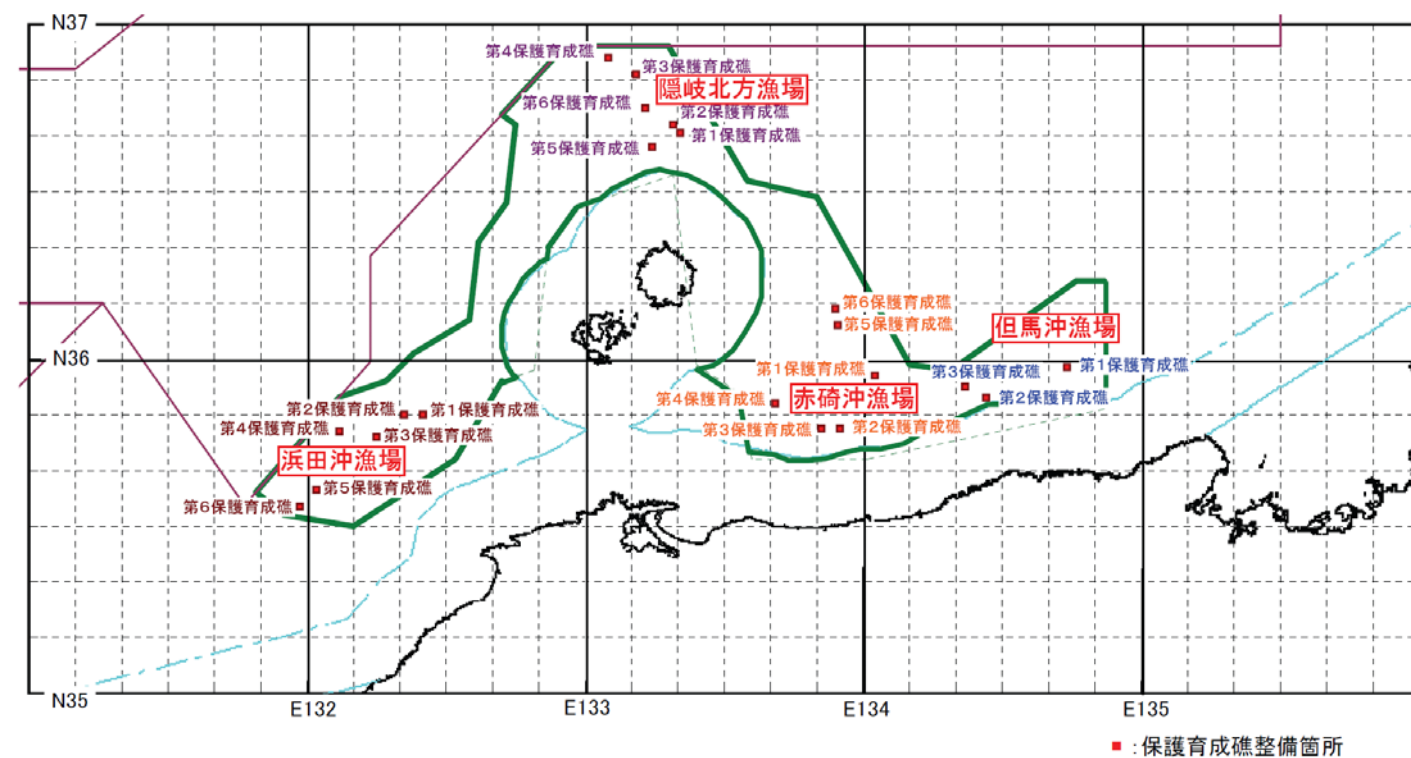 N37
第4保護育成礁
第3保護育成礁
隠岐北方漁場
第6保護育成礁
第2保護育成礁
第1保護育成礁
第5保護育成礁
第6保護育成礁
第5保護育成礁
但馬沖漁場
N36
第1保護育成礁
第3保護育成礁
第1保護育成礁
第4保護育成礁
赤碕沖漁場
第2保護育成礁
第2保護育成礁
第1保護育成礁
第4保護育成礁
第3保護育成礁
第3保護育成礁
第2保護育成礁
浜田沖漁場
第5保護育成礁
第6保護育成礁
N35
E132
E133
E134
E135
:保護育成礁整備箇所